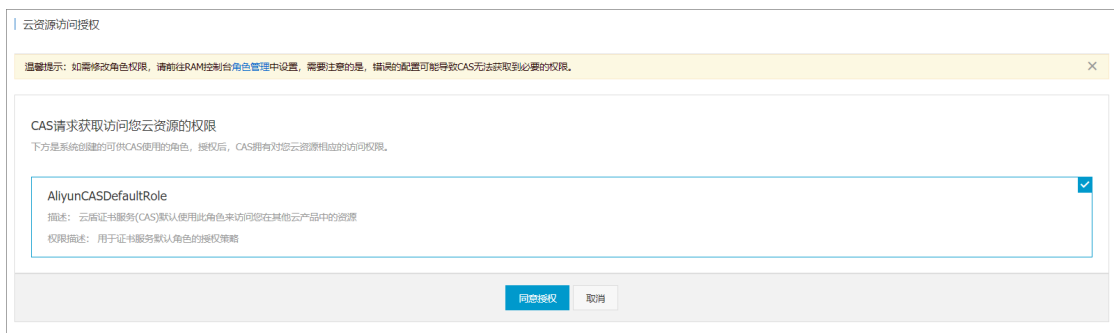 云资源访问授权
温馨提示：如需修改角色权限，请前往RAM控制台角色管理中设置，需要注意的是，错误的配置可能导致CAS无法获取到必要的权限。
CAS请求获取访问您云资源的权限
下方是系统创建的可供CAS使用的角色，授权后，CAS拥有对您云资源相应的访问权限。
AliyunCASDefaultRole
描述： 云盾证书服务(CAS)默认使用此角色来访问您在其他云产品中的资源
权限描述： 用于证书服务默认角色的授权策略
同意授权 取消